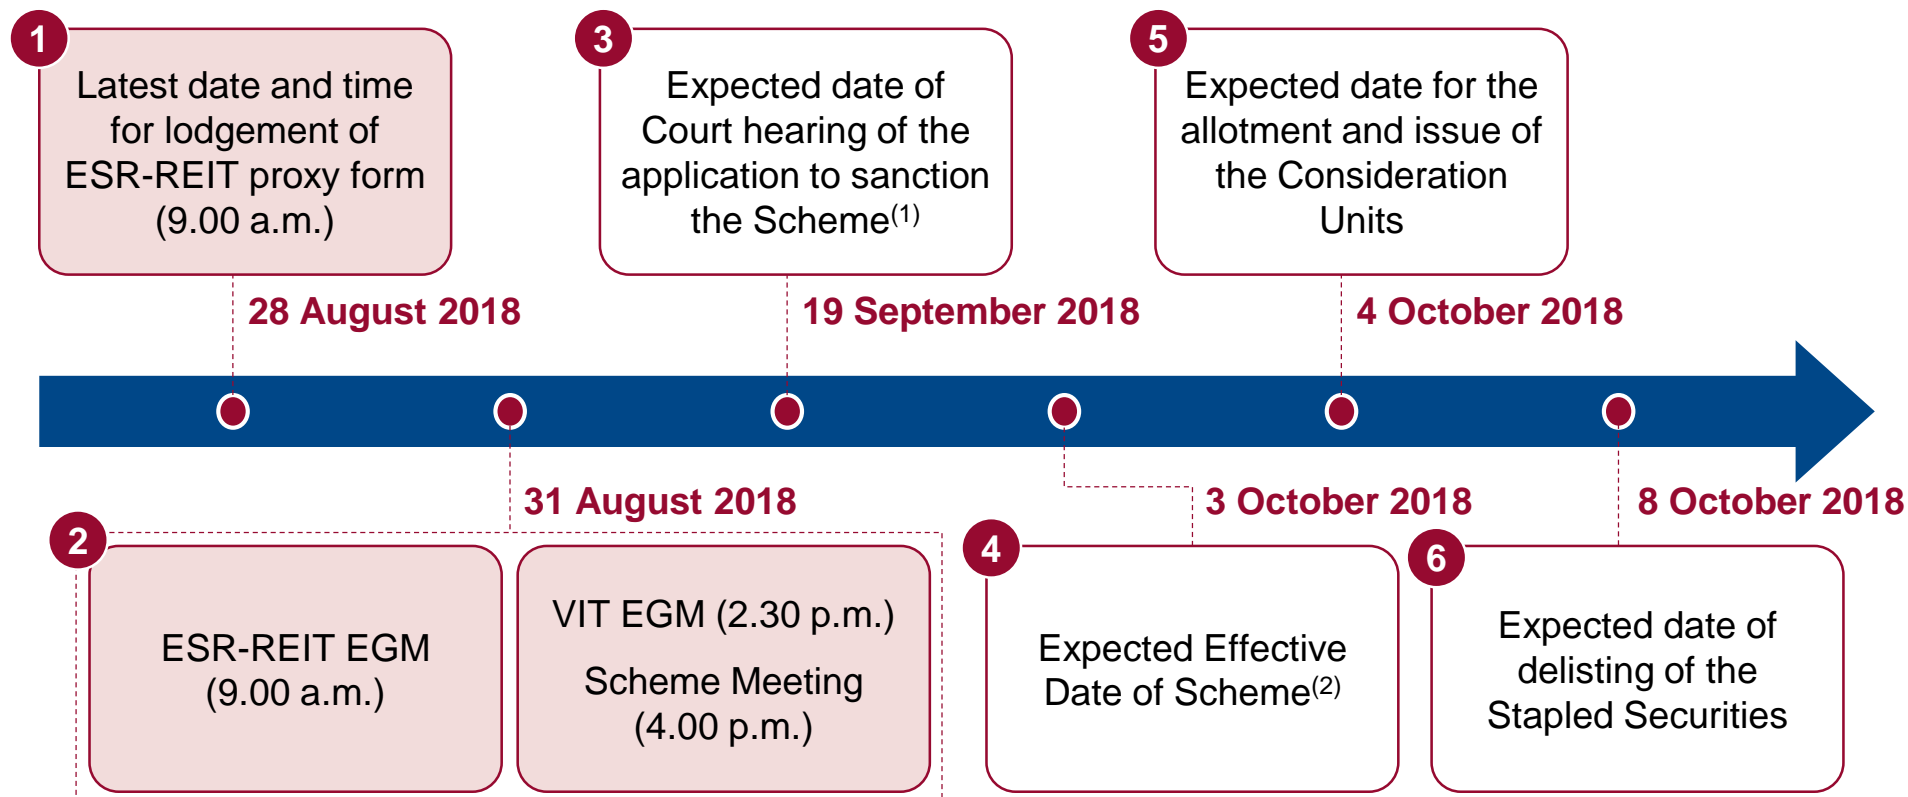 1
Latest date and time
for lodgement of
ESR-REIT proxy form
(9.00 a.m.)
28 August 2018
3
Expected date of
Court hearing of the
application to sanction
the Scheme(1)
19 September 2018
5
Expected date for the
allotment and issue of
the Consideration
Units
4 October 2018
31 August 2018
2
ESR-REIT EGM
(9.00 a.m.)
VIT EGM (2.30 p.m.)
Scheme Meeting
(4.00 p.m.)
3 October 2018
4
Expected Effective
Date of Scheme(2)
8 October 2018
6
Expected date of
delisting of the
Stapled Securities